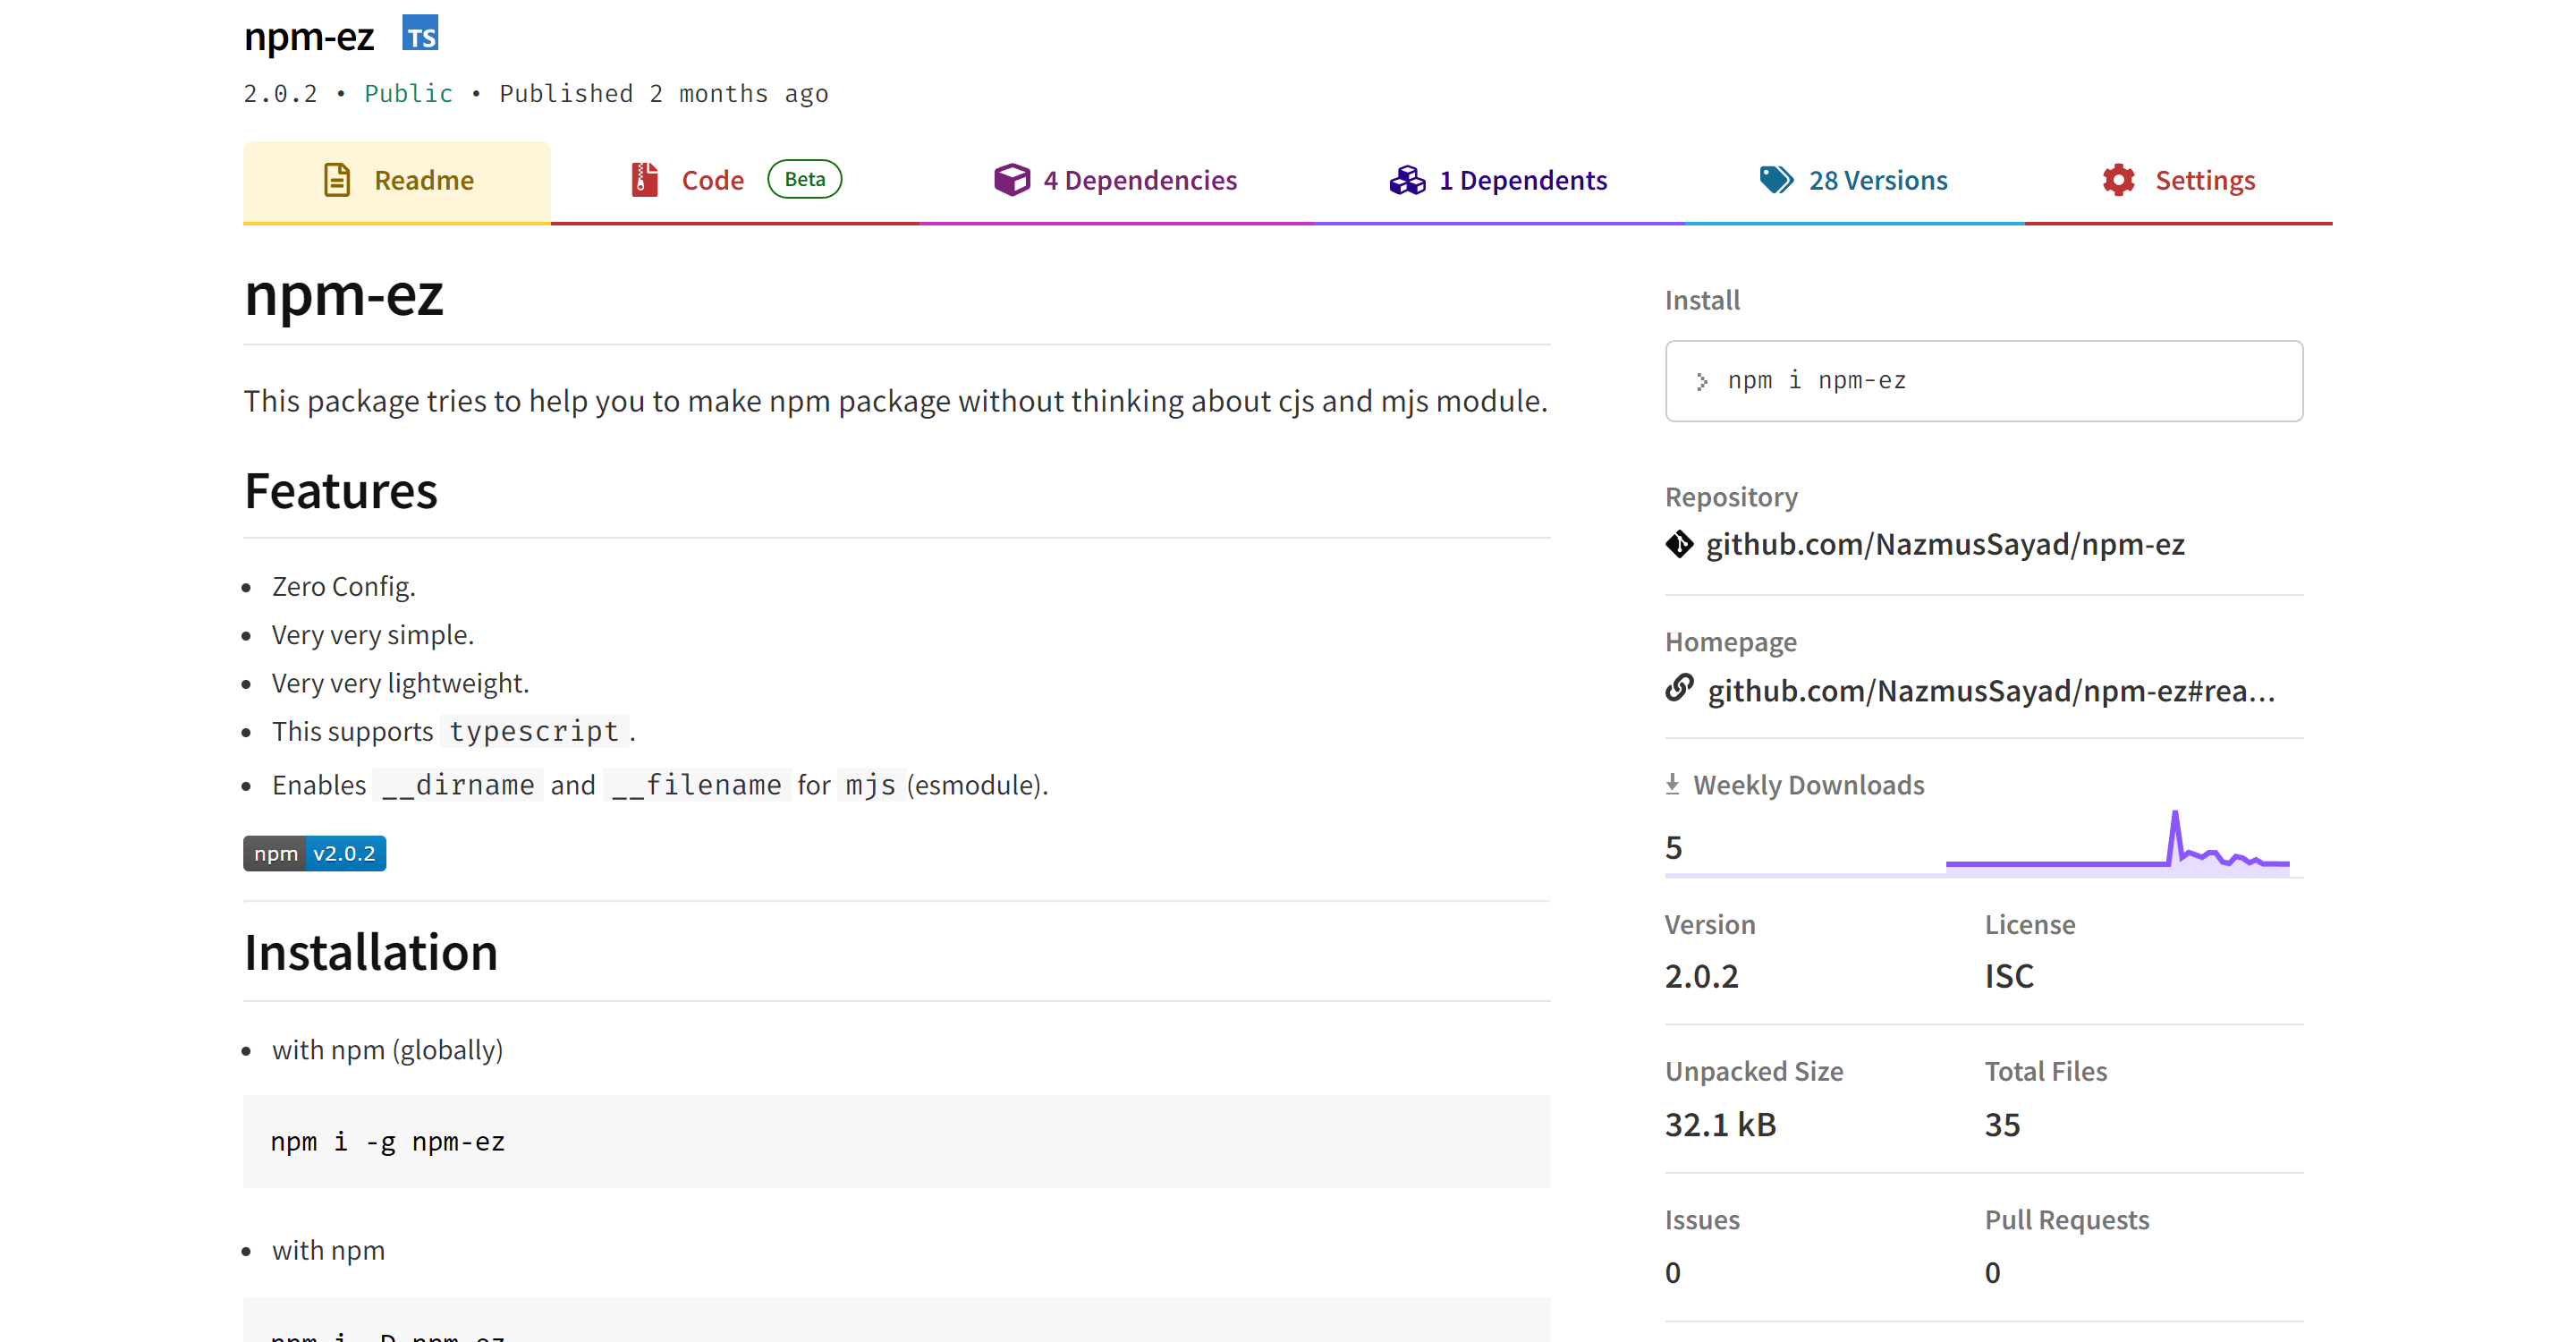 npm-ez TS
2.0.2 • Public • Published 2 months ago
Readme
Code Beta
4 Dependencies
1 Dependents
28 Versions
Settings
npm-ez
This package tries to help you to make npm package without thinking about cjs and mjs module.
Features
• Zero Config.
• Very very simple.
• Very very lightweight.
• This supports typescript .
• Enables __dirname and __filename for mjs (esmodule).
npm v2.0.2
Installation
• with npm (globally)
npm i -g npm-ez
• with npm
npm i -D npm-ez
Install
npm i npm-ez
Repository
github.com/NazmusSayad/npm-ez
Homepage
github.com/NazmusSayad/npm-ez#rea...
Weekly Downloads
5
Version
2.0.2
License
ISC
Unpacked Size
32.1 kB
Total Files
35
Issues
0
Pull Requests
0